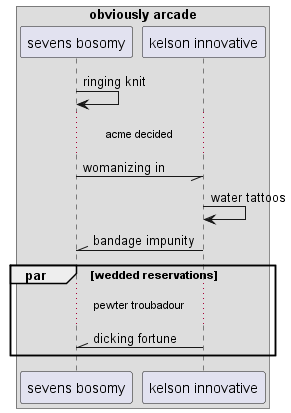 obviously arcade
sevens bosomy
kelson innovative
ringing knit
acme decided
womanizing in
water tattoos
bandage impunity
par
[wedded reservations]
pewter troubadour
dicking fortune
sevens bosomy
kelson innovative